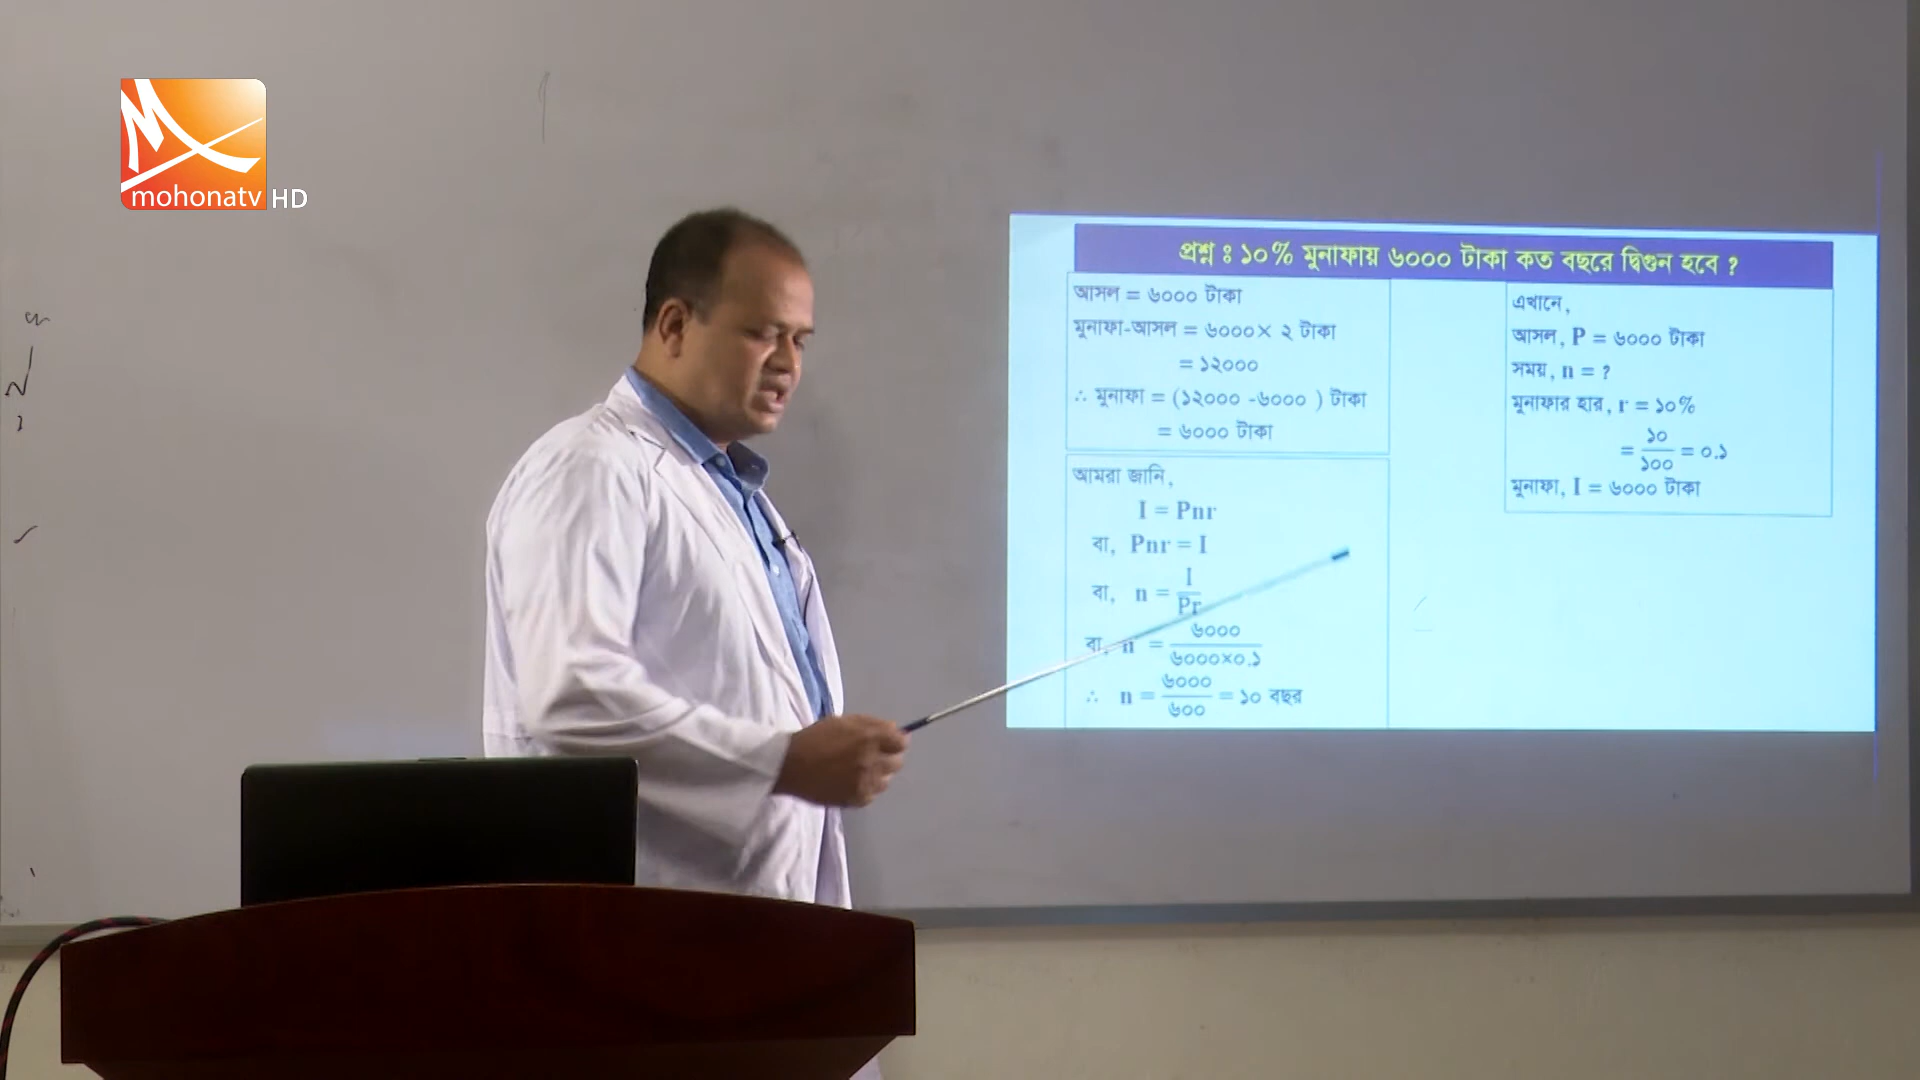 mohonatv HD
প্রশ্ন ঃ ১০% মুনাফায় ৬০০০ টাকা কত বছরে দ্বিগুন হবে ?
আসল = ৬০০০ টাকা
মুনাফা-আসল = ৬০০০× ২ টাকা
= ১২০০০
∴ মুনাফা = (১২০০০ -৬০০০ ) টাকা
= ৬০০০ টাকা
আমরা জানি,
I = Pnr
বা, Pnr = I
বা, n = I/Pr
বা, n = ৬০০০/৬০০০×০.১
∴ n = ৬০০০/৬০০ = ১০ বছর
এখানে,
আসল, P = ৬০০০ টাকা
সময়, n = ?
মুনাফার হার, r = ১০%
= ১০/১০০ = ০.১
মুনাফা, I = ৬০০০ টাকা